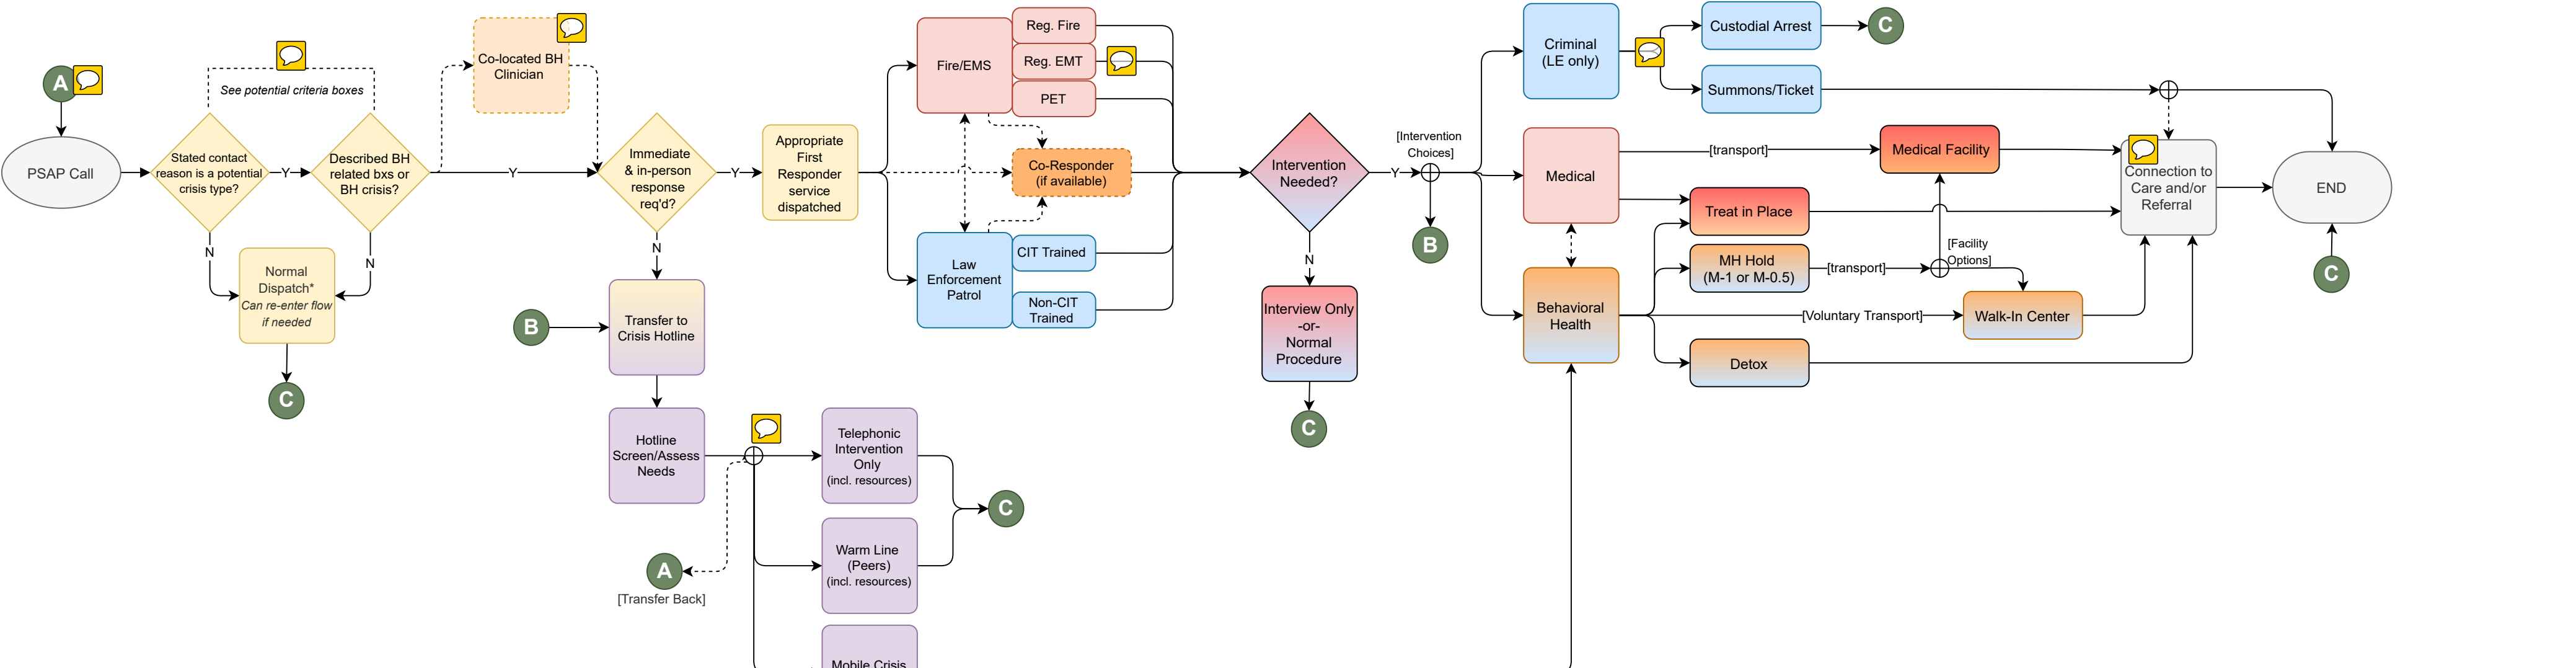 A
PSAP Call
See potential criteria boxes
Stated contact
reason is a potential
crisis type?
Y
Described BH
related bxs or
BH crisis?
N
N
Normal
Dispatch*
Can re-enter flow
if needed
C
Co-located BH
Clinician
Y
Immediate
& in-person
response
req'd?
Y
N
Appropriate
First
Responder
service
dispatched
B
Transfer to
Crisis Hotline
Hotline
Screen/Assess
Needs
A
[Transfer Back]
Telephonic
Intervention
Only
(incl. resources)
Warm Line
(Peers)
(incl. resources)
Mobile Crisis
C
Fire/EMS
Reg. Fire
Reg. EMT
PET
Co-Responder
(if available)
Law
Enforcement
Patrol
CIT Trained
Non-CIT
Trained
Intervention
Needed?
Y
N
Interview Only
-or-
Normal
Procedure
C
[Intervention
Choices]
B
Criminal
(LE only)
Custodial Arrest
C
Summons/Ticket
Medical
[transport]
Medical Facility
Treat in Place
Behavioral
Health
MH Hold
(M-1 or M-0.5)
[transport]
[Facility
Options]
[Voluntary Transport]
Walk-In Center
Detox
Connection to
Care and/or
Referral
END
C